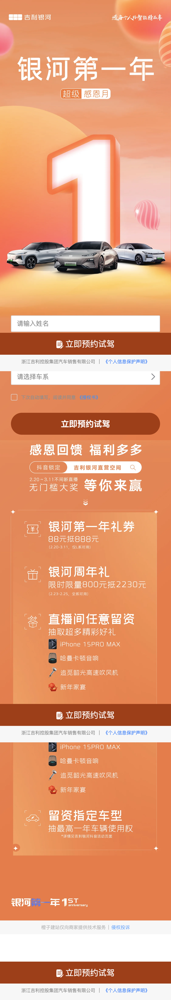 吉利银河
造每个人的智能精品车
银河第一年
超级 感恩月
1
请输入姓名
立即预约试驾
浙江吉利控股集团汽车销售有限公司 | 《个人信息保护声明》
请选择车系
下次自动填写，阅读并同意 《授权书》
立即预约试驾
感恩回馈 福利多多
抖音锁定 吉利银河直营空间
2.20~3.11不间断直播
无门槛大奖 等你来赢
¥
银河第一年礼券
88元抵888元
(2.20-3.11，仅L系可用)
银河周年礼
限时限量800元抵2230元
(2.23-2.25，全系可用)
直播间任意留资
抽取超多精彩好礼
iPhone 15PRO MAX
哈曼卡顿音响
追觅韶光高速吹风机
新年家宴
立即预约试驾
浙江吉利控股集团汽车销售有限公司 | 《个人信息保护声明》
iPhone 15PRO MAX
哈曼卡顿音响
追觅韶光高速吹风机
新年家宴
留资指定车型
抽最高一年车辆使用权
*详情见吉利银河抖音活动页面
银河第一年 1ST anniversary
橙子建站仅向商家提供技术服务 | 侵权投诉
立即预约试驾
浙江吉利控股集团汽车销售有限公司 | 《个人信息保护声明》